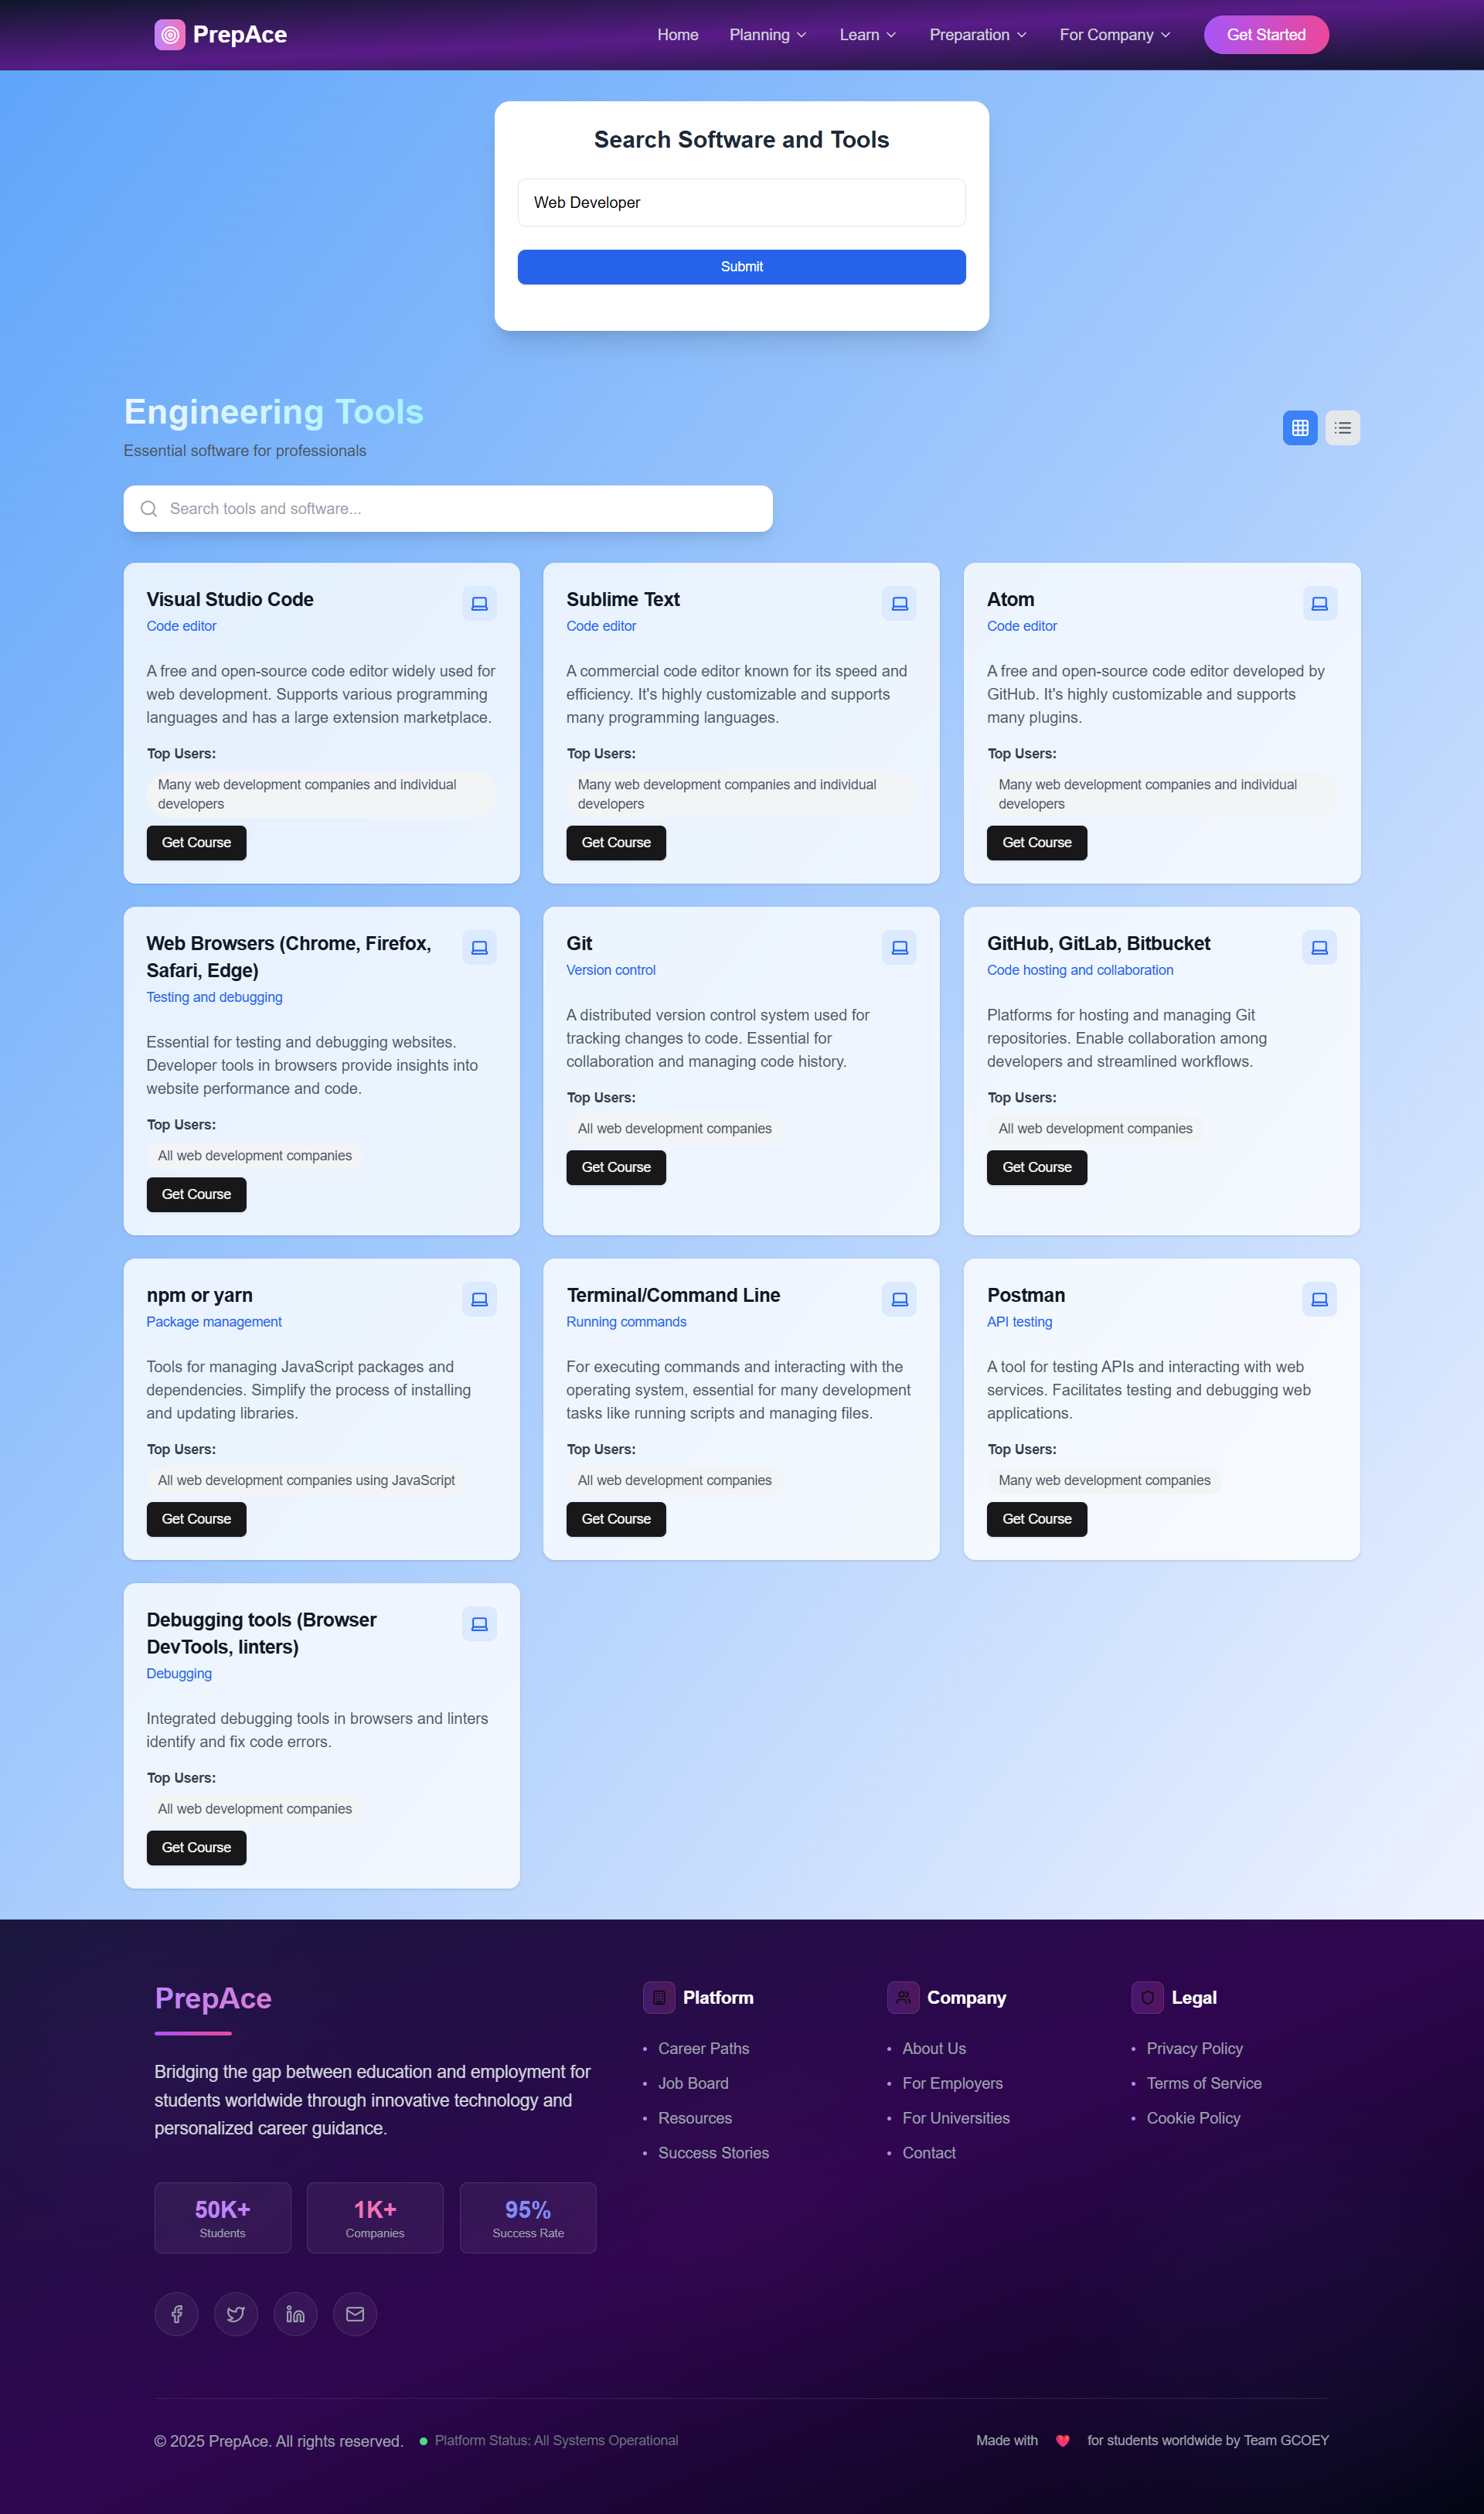 PrepAce
Home
Planning
Learn
Preparation
For Company
Get Started
Search Software and Tools
Web Developer
Submit
Engineering Tools
Essential software for professionals
Search tools and software...
Visual Studio Code
Code editor
A free and open-source code editor widely used for
web development. Supports various programming
languages and has a large extension marketplace.
Top Users:
Many web development companies and individual
developers
Get Course
Sublime Text
Code editor
A commercial code editor known for its speed and
efficiency. It's highly customizable and supports
many programming languages.
Top Users:
Many web development companies and individual
developers
Get Course
Atom
Code editor
A free and open-source code editor developed by
GitHub. It's highly customizable and supports
many plugins.
Top Users:
Many web development companies and individual
developers
Get Course
Web Browsers (Chrome, Firefox,
Safari, Edge)
Testing and debugging
Essential for testing and debugging websites.
Developer tools in browsers provide insights into
website performance and code.
Top Users:
All web development companies
Get Course
Git
Version control
A distributed version control system used for
tracking changes to code. Essential for
collaboration and managing code history.
Top Users:
All web development companies
Get Course
GitHub, GitLab, Bitbucket
Code hosting and collaboration
Platforms for hosting and managing Git
repositories. Enable collaboration among
developers and streamlined workflows.
Top Users:
All web development companies
Get Course
npm or yarn
Package management
Tools for managing JavaScript packages and
dependencies. Simplify the process of installing
and updating libraries.
Top Users:
All web development companies using JavaScript
Get Course
Terminal/Command Line
Running commands
For executing commands and interacting with the
operating system, essential for many development
tasks like running scripts and managing files.
Top Users:
All web development companies
Get Course
Postman
API testing
A tool for testing APIs and interacting with web
services. Facilitates testing and debugging web
applications.
Top Users:
Many web development companies
Get Course
Debugging tools (Browser
DevTools, linters)
Debugging
Integrated debugging tools in browsers and linters
identify and fix code errors.
Top Users:
All web development companies
Get Course
PrepAce
Bridging the gap between education and employment for
students worldwide through innovative technology and
personalized career guidance.
50K+
Students
1K+
Companies
95%
Success Rate
Platform
• Career Paths
• Job Board
• Resources
• Success Stories
Company
• About Us
• For Employers
• For Universities
• Contact
Legal
• Privacy Policy
• Terms of Service
• Cookie Policy
© 2025 PrepAce. All rights reserved.
Platform Status: All Systems Operational
Made with ❤️ for students worldwide by Team GCOEY